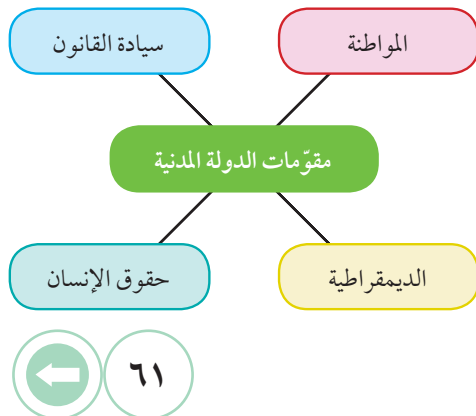 المواطنة
سيادة القانون
مقوّمات الدولة المدنية
الديمقراطية
حقوق الإنسان
٦١